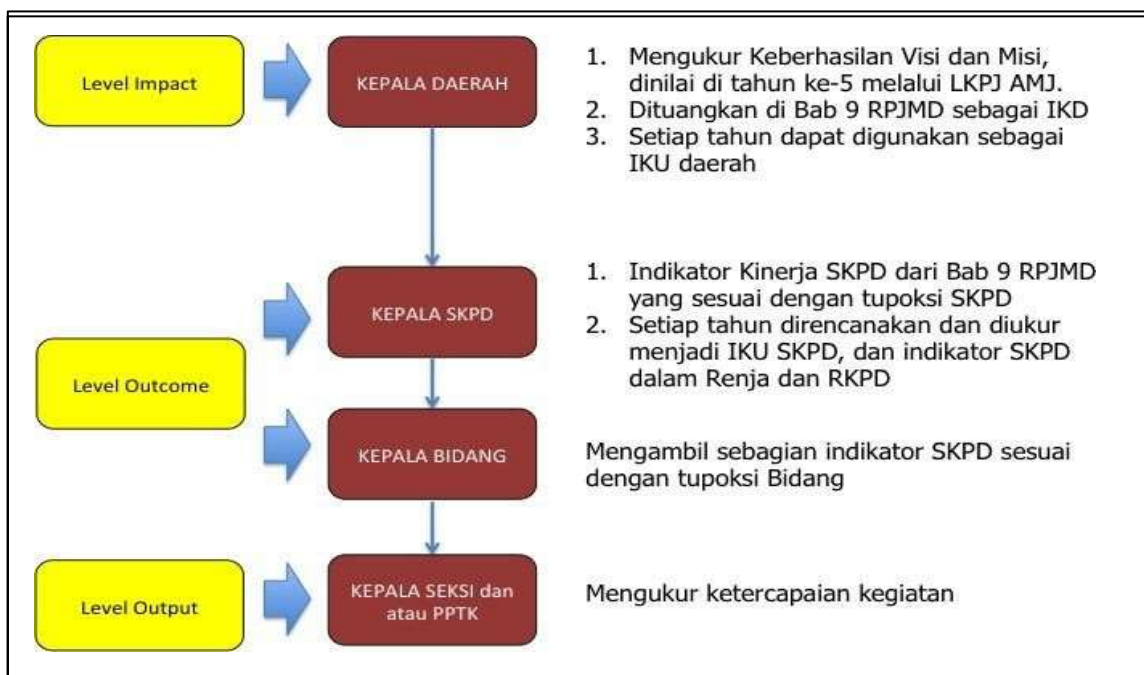 Level Impact
KEPALA DAERAH
1. Mengukur Keberhasilan Visi dan Misi,
dinilai di tahun ke-5 melalui LKPJ AMJ.
2. Dituangkan di Bab 9 RPJMD sebagai IKD
3. Setiap tahun dapat digunakan sebagai
IKU daerah
Level Outcome
KEPALA SKPD
1. Indikator Kinerja SKPD dari Bab 9 RPJMD
yang sesuai dengan tupoksi SKPD
2. Setiap tahun direncanakan dan diukur
menjadi IKU SKPD, dan indikator SKPD
dalam Renja dan RKPD
KEPALA BIDANG
Mengambil sebagian indikator SKPD sesuai
dengan tupoksi Bidang
Level Output
KEPALA SEKSI dan
atau PPTK
Mengukur ketercapaian kegiatan